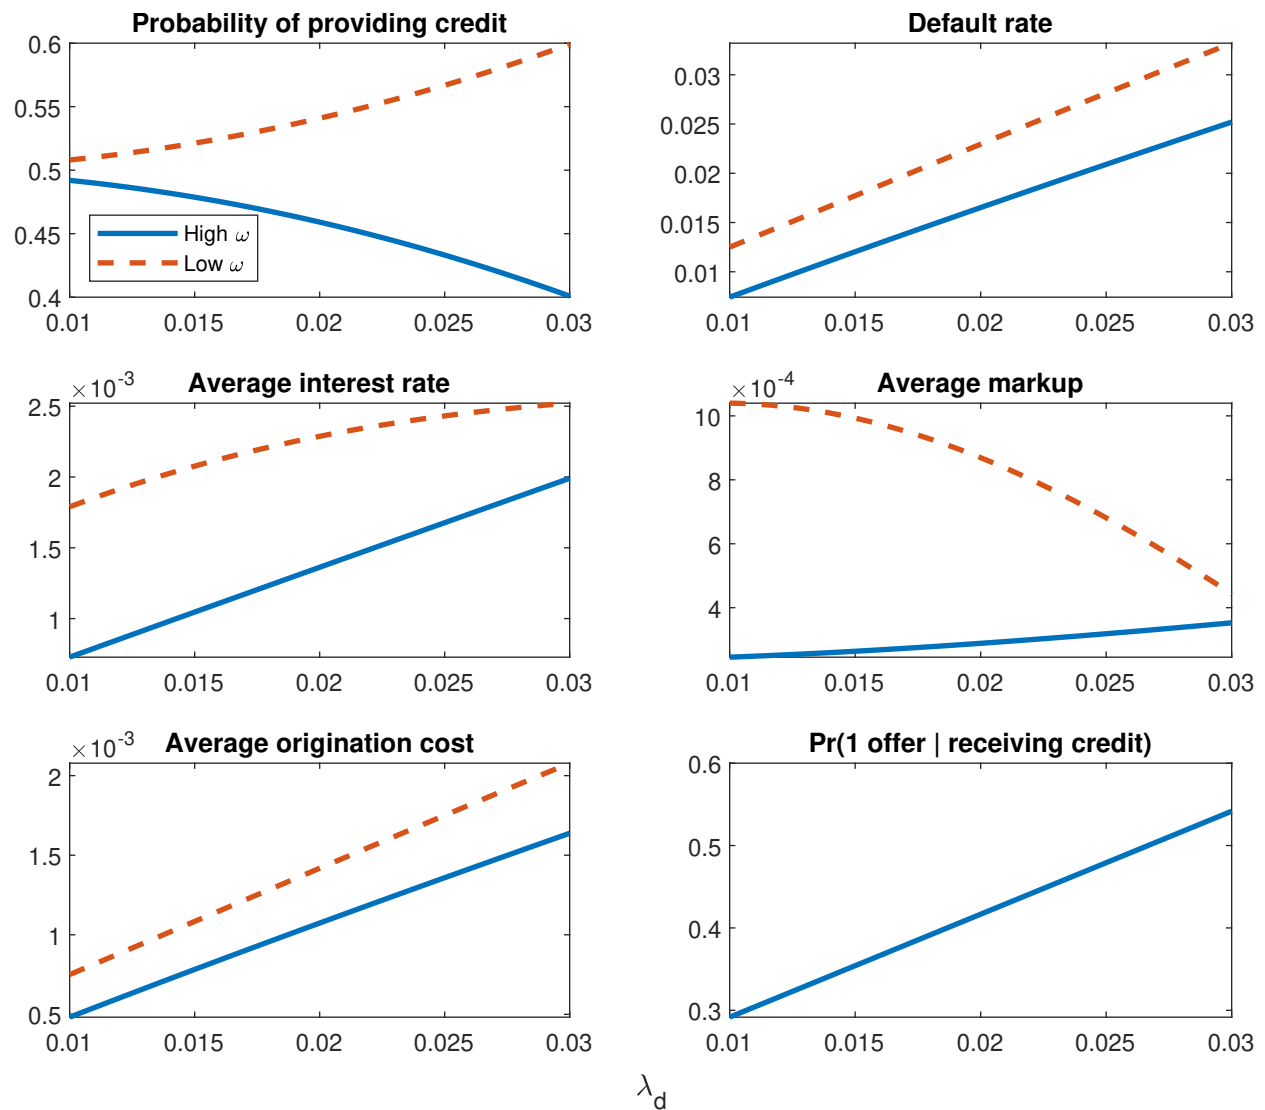 Probability of providing credit
0.6
0.55
0.5
0.45
0.4
High ω
Low ω
0.01 0.015 0.02 0.025 0.03
Default rate
0.03
0.025
0.02
0.015
0.01
0.01 0.015 0.02 0.025 0.03
×10⁻³ Average interest rate
2.5
2
1.5
1
0.01 0.015 0.02 0.025 0.03
×10⁻⁴ Average markup
10
8
6
4
0.01 0.015 0.02 0.025 0.03
×10⁻³ Average origination cost
2
1.5
1
0.5
0.01 0.015 0.02 0.025 0.03
Pr(1 offer | receiving credit)
0.6
0.5
0.4
0.3
0.01 0.015 0.02 0.025 0.03
λ_d